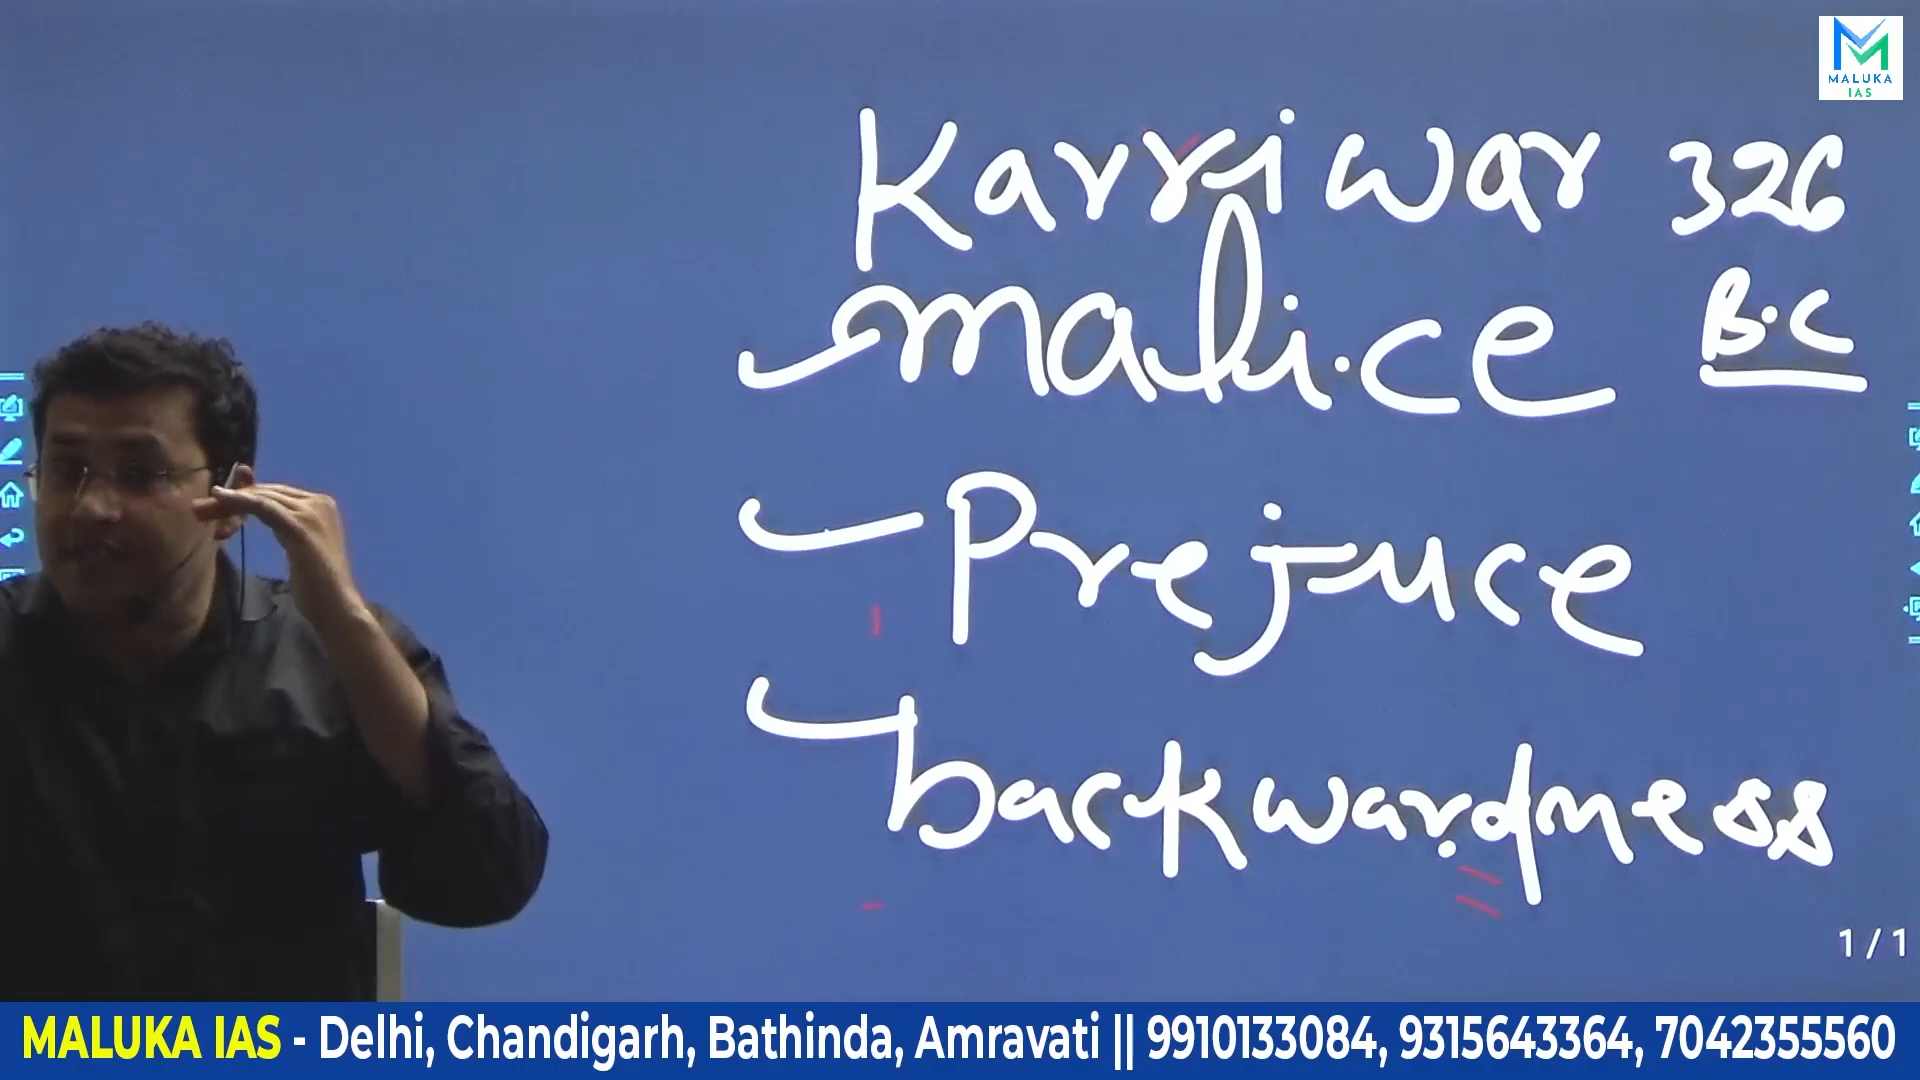 MALUKA
IAS
Karriwar 326
B.C
malice
Prejuce
backwardness
1/1
MALUKA IAS - Delhi, Chandigarh, Bathinda, Amravati || 9910133084, 9315643364, 7042355560